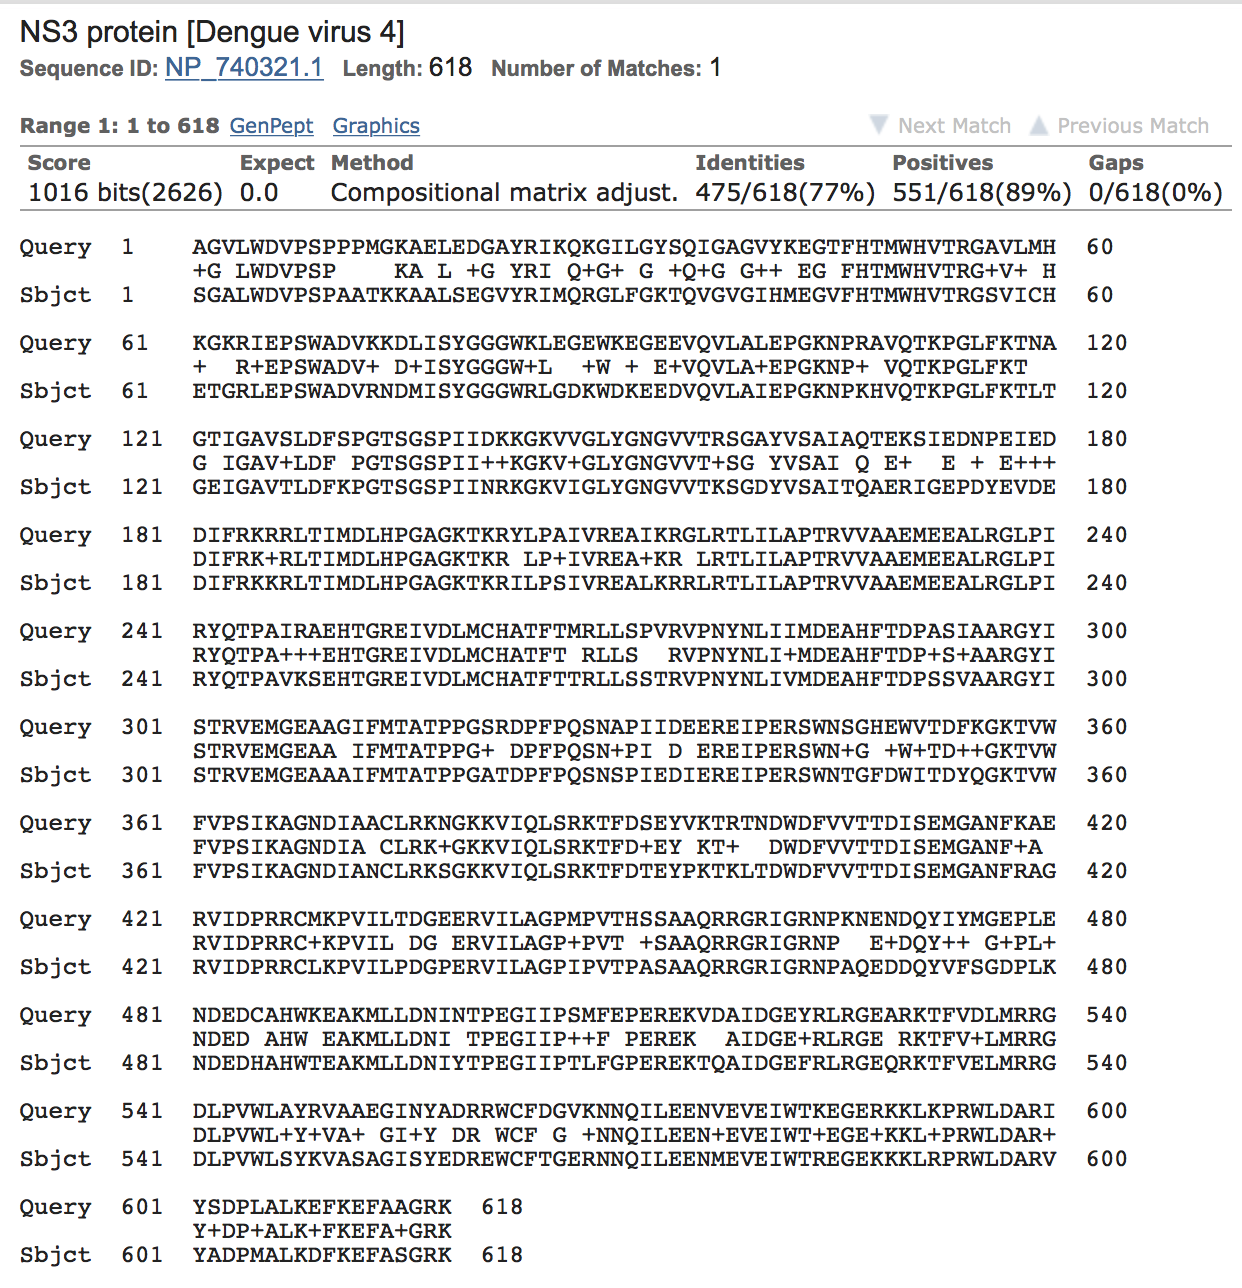 NS3 protein [Dengue virus 4]
Sequence ID: NP_740321.1 Length: 618 Number of Matches: 1
Range 1: 1 to 618 GenPept Graphics ▼ Next Match ▲ Previous Match
Score Expect Method Identities Positives Gaps
1016 bits(2626) 0.0 Compositional matrix adjust. 475/618(77%) 551/618(89%) 0/618(0%)
Query 1 AGVLWDVPSPPPMGKAELEDGAYRIKQKGILGYSQIGAGVYKEGTFHTMWHVTRGAVLMH 60
+G LWDVPSP    KA L +G YRI Q+G+ G +Q+G G++ EG FHTMWHVTRG+V+ H
Sbjct 1 SGALWDVPSPAATKKAALSEGVYRIMQRGLFGKTQVGVGIHMEGVFHTMWHVTRGSVICH 60
Query 61 KGKRIEPSWADVKKDLISYGGGWKLEGEWKEGEEVQVLALEPGKNPRAVQTKPGLFKTNA 120
+  R+EPSWADV+ D+ISYGGGW+L  +W + E+VQVLA+EPGKNP+ VQTKPGLFKT
Sbjct 61 ETGRLEPSWADVRNDMISYGGGWRLGDKWDKEEDVQVLAIEPGKNPKHVQTKPGLFKTLT 120
Query 121 GTIGAVSLDFSPGTSGSPIIDKKGKVVGLYGNGVVTRSGAYVSAIAQTEKSIEDNPEIED 180
G IGAV+LDF PGTSGSPII++KGKV+GLYGNGVVT+SG YVSAI Q E+  E + E+++
Sbjct 121 GEIGAVTLDFKPGTSGSPIINRKGKVIGLYGNGVVTKSGDYVSAITQAERIGEPDYEVDE 180
Query 181 DIFRKRRLTIMDLHPGAGKTKRYLPAIVREAIKRGLRTLILAPTRVVAAEMEEALRGLPI 240
DIFRK+RLTIMDLHPGAGKTKR LP+IVREA+KR LRTLILAPTRVVAAEMEEALRGLPI
Sbjct 181 DIFRKKRLTIMDLHPGAGKTKRILPSIVREALKRRLRTLILAPTRVVAAEMEEALRGLPI 240
Query 241 RYQTPAIRAEHTGREIVDLMCHATFTMRLLSPVRVPNYNLIIMDEAHFTDPASIAARGYI 300
RYQTPA+++EHTGREIVDLMCHATFT RLLS  RVPNYNLI+MDEAHFTDP+S+AARGYI
Sbjct 241 RYQTPAVKSEHTGREIVDLMCHATFTTRLLSSTRVPNYNLIVMDEAHFTDPSSVAARGYI 300
Query 301 STRVEMGEAAGIFMTATPPGSRDPFPQSNAPIIDEEREIPERSWNSGHEWVTDFKGKTVW 360
STRVEMGEAA IFMTATPPG+ DPFPQSN+PI D EREIPERSWN+G +W+TD++GKTVW
Sbjct 301 STRVEMGEAAAIFMTATPPGATDPFPQSNSPIEDIEREIPERSWNTGFDWITDYQGKTVW 360
Query 361 FVPSIKAGNDIAACLRKNGKKVIQLSRKTFDSEYVKTRTNDWDFVVTTDISEMGANFKAE 420
FVPSIKAGNDIA CLRK+GKKVIQLSRKTFD+EY KT+  DWDFVVTTDISEMGANF+A
Sbjct 361 FVPSIKAGNDIANCLRKSGKKVIQLSRKTFDTEYPKTKLTDWDFVVTTDISEMGANFRAG 420
Query 421 RVIDPRRCMKPVILTDGEERVILAGPMPVTHSSAAQRRGRIGRNPKNENDQYIYMGEPLE 480
RVIDPRRC+KPVIL DG ERVILAGP+PVT +SAAQRRGRIGRNP  E+DQY++ G+PL+
Sbjct 421 RVIDPRRCLKPVILPDGPERVILAGPIPVTPASAAQRRGRIGRNPAQEDDQYVFSGDPLK 480
Query 481 NDEDCAHWKEAKMLLDNINTPEGIIPSMFEPEREKVDAIDGEYRLRGEARKTFVDLMRRG 540
NDED AHW EAKMLLDNI TPEGIIP++F PEREK  AIDGE+RLRGE RKTFV+LMRRG
Sbjct 481 NDEDHAHWTEAKMLLDNIYTPEGIIPTLFGPEREKTQAIDGEFRLRGEQRKTFVELMRRG 540
Query 541 DLPVWLAYRVAAEGINYADRRWCFDGVKNNQILEENVEVEIWTKEGERKKLKPRWLDARI 600
DLPVWL+Y+VA+ GI+Y DR WCF G +NNQILEEN+EVEIWT+EGE+KKL+PRWLDAR+
Sbjct 541 DLPVWLSYKVASAGISYEDREWCFTGERNNQILEENMEVEIWTREGEKKKLRPRWLDARV 600
Query 601 YSDPLALKEFKEFAAGRK 618
Y+DP+ALK+FKEFA+GRK
Sbjct 601 YADPMALKDFKEFASGRK 618